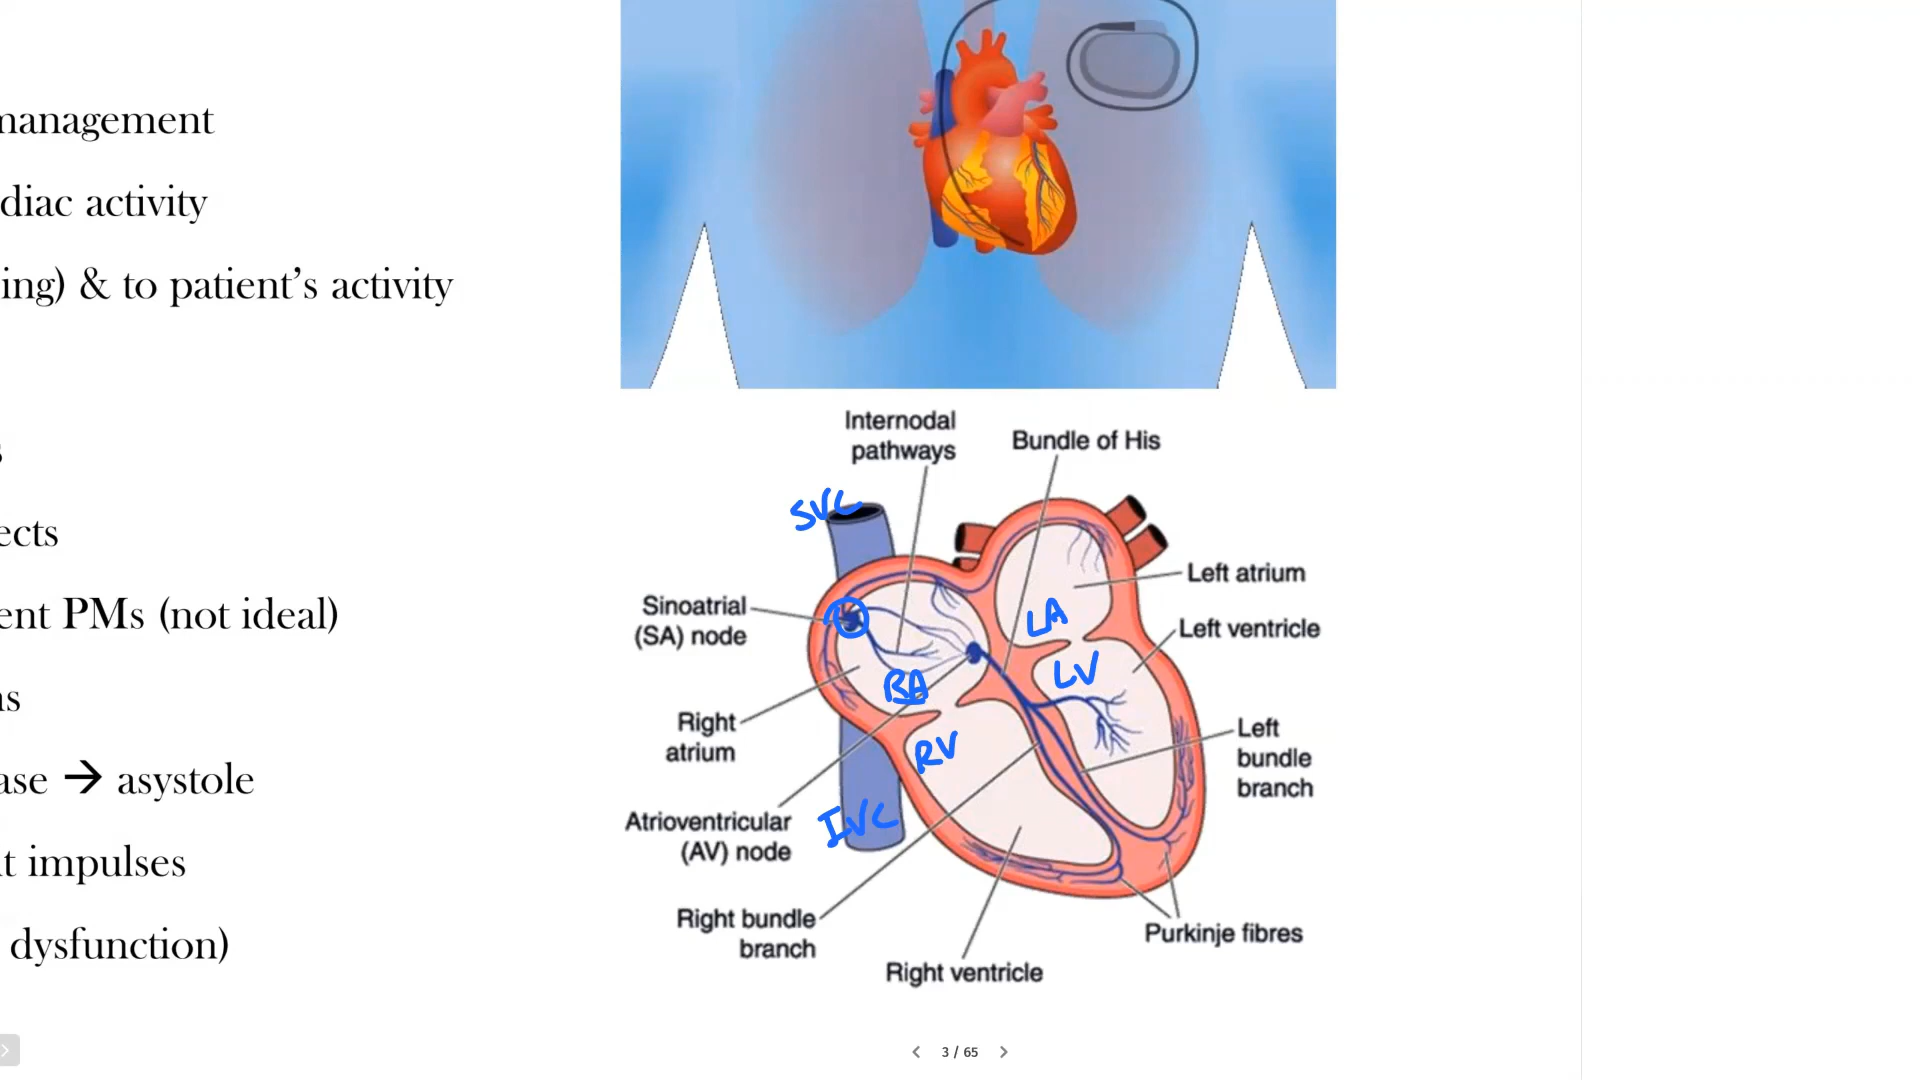 management
diac activity
ing) & to patient’s activity
s
ects
ent PMs (not ideal)
ns
ase → asystole
t impulses
dysfunction)
Internodal
pathways
Bundle of His
SVC
Sinoatrial
(SA) node
Left atrium
LA
Left ventricle
LV
RA
Right
atrium
RV
Left
bundle
branch
IVC
Atrioventricular
(AV) node
Right bundle
branch
Purkinje fibres
Right ventricle
3 / 65